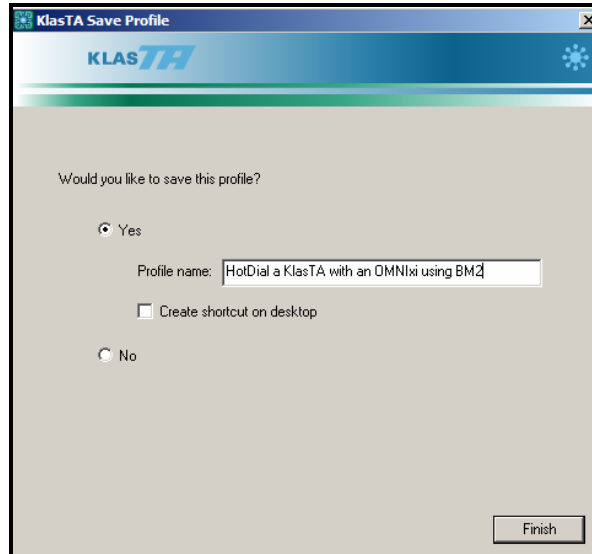 KlasTA Save Profile
KLASTA
Would you like to save this profile?
Yes
Profile name: HotDial a KlasTA with an OMNIxi using BM2
Create shortcut on desktop
No
Finish